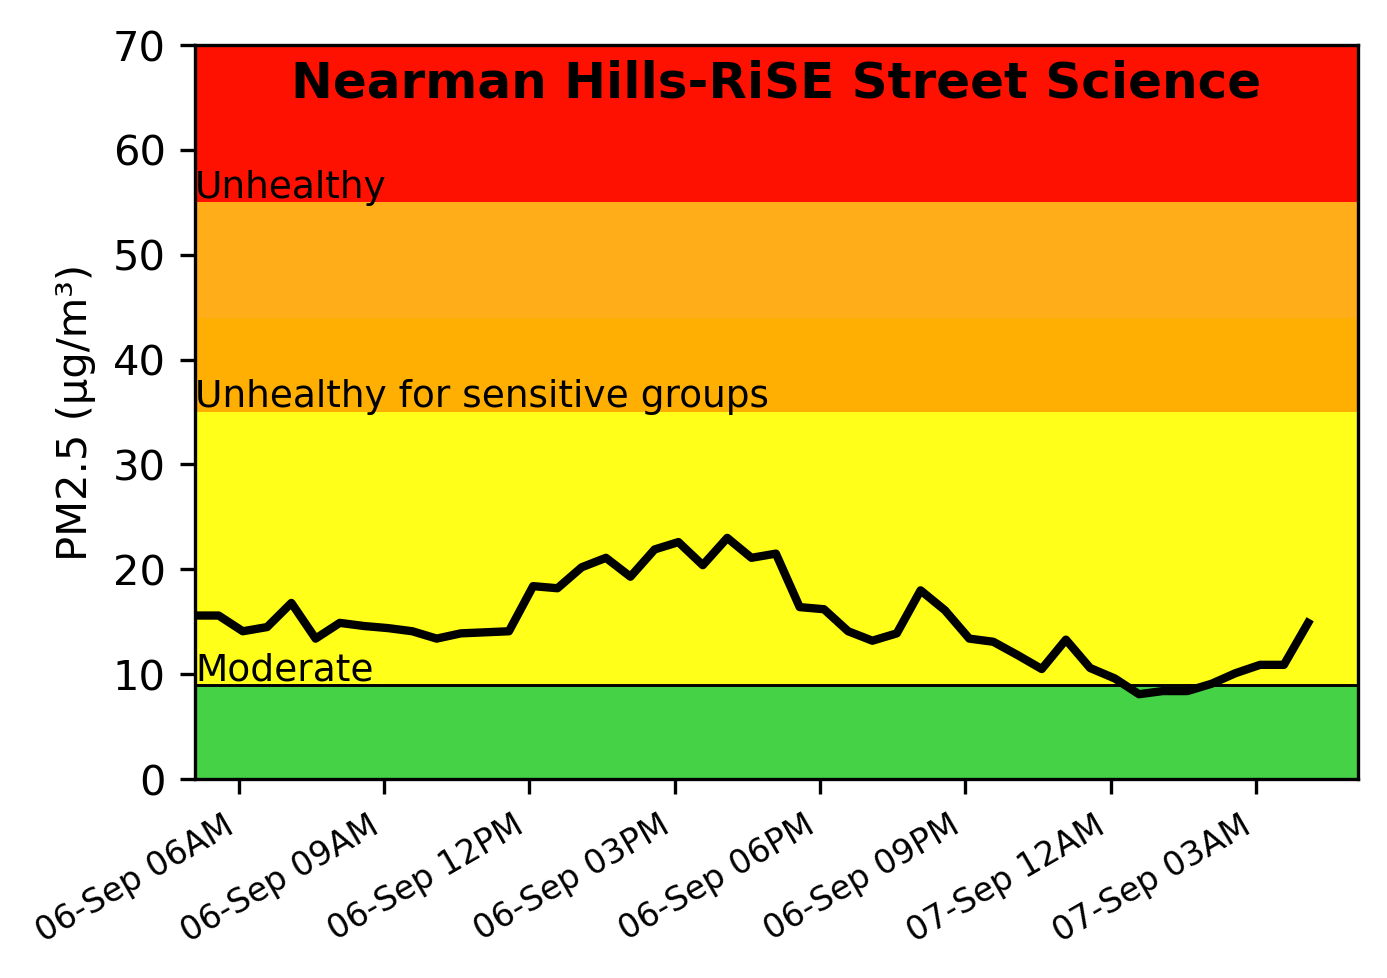 Nearman Hills-RiSE Street Science
PM2.5 (µg/m³)
70
60
50
40
30
20
10
0
Unhealthy
Unhealthy for sensitive groups
Moderate
06-Sep 06AM
06-Sep 09AM
06-Sep 12PM
06-Sep 03PM
06-Sep 06PM
06-Sep 09PM
07-Sep 12AM
07-Sep 03AM